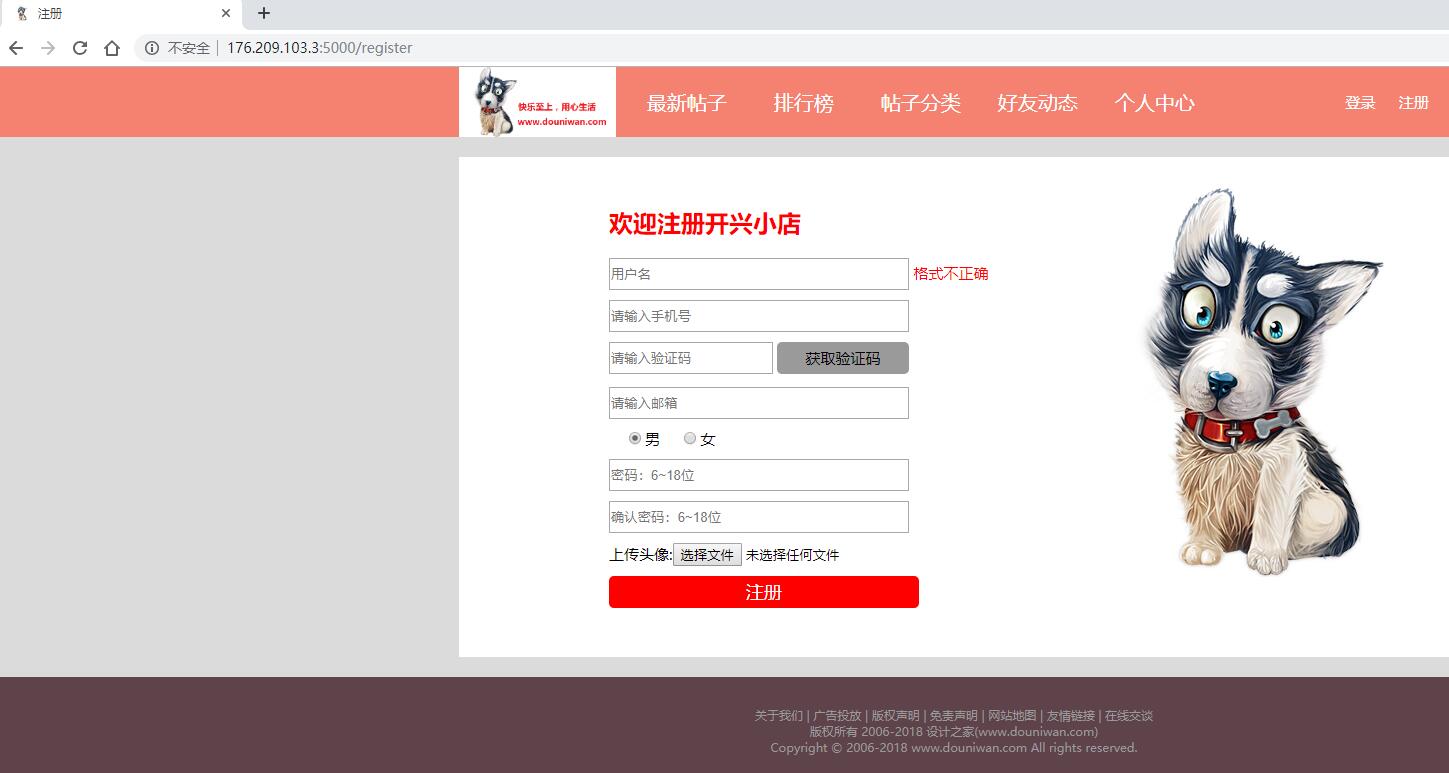 注册
不安全 176.209.103.3:5000/register
快乐至上，用心生活
www.douniwan.com
最新帖子 排行榜 帖子分类 好友动态 个人中心 登录 注册
欢迎注册开兴小店
用户名 格式不正确
请输入手机号
请输入验证码 获取验证码
请输入邮箱
男 女
密码：6~18位
确认密码：6~18位
上传头像:选择文件 未选择任何文件
注册
关于我们 | 广告投放 | 版权声明 | 免责声明 | 网站地图 | 友情链接 | 在线交谈
版权所有 2006-2018 设计之家(www.douniwan.com)
Copyright © 2006-2018 www.douniwan.com All rights reserved.